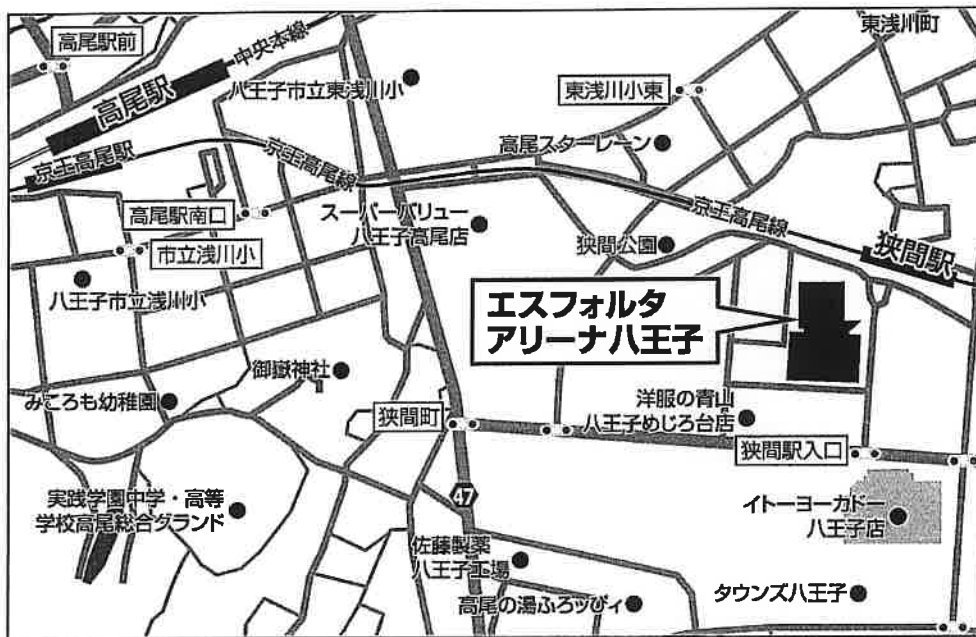 高尾駅前
中央本線
東浅川町
高尾駅
八王子市立東浅川小
東浅川小東
高尾スターレーン
京王高尾駅
京王高尾線
高尾駅南口
スーパーバリュー
八王子高尾店
京王高尾線
狭間公園
市立浅川小
狭間駅
八王子市立浅川小
エスフォルタ
アリーナ八王子
御嶽神社
みころも幼稚園
狭間町
洋服の青山
八王子めじろ台店
狭間駅入口
47
実践学園中学・高等
学校高尾総合グランド
イトーヨーカドー
八王子店
佐藤製薬
八王子工場
タウンズ八王子
高尾の湯ふろッぴィ